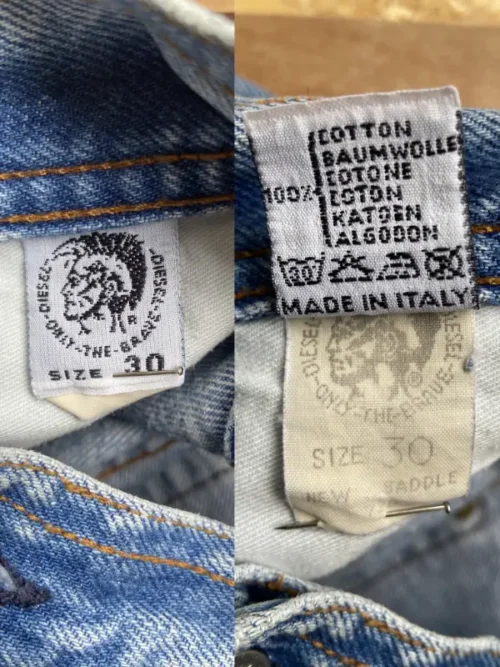 DIESEL-ONLY-THE-BRAVE-DIESEL
R
SIZE 30
100%
COTTON
BAUMWOLLE
COTONE
COTON
KATOEN
ALGODON
30
MADE IN ITALY
DIESEL-ONLY-THE-BRAVE-DIESEL
®
SIZE 30
NEW SADDLE